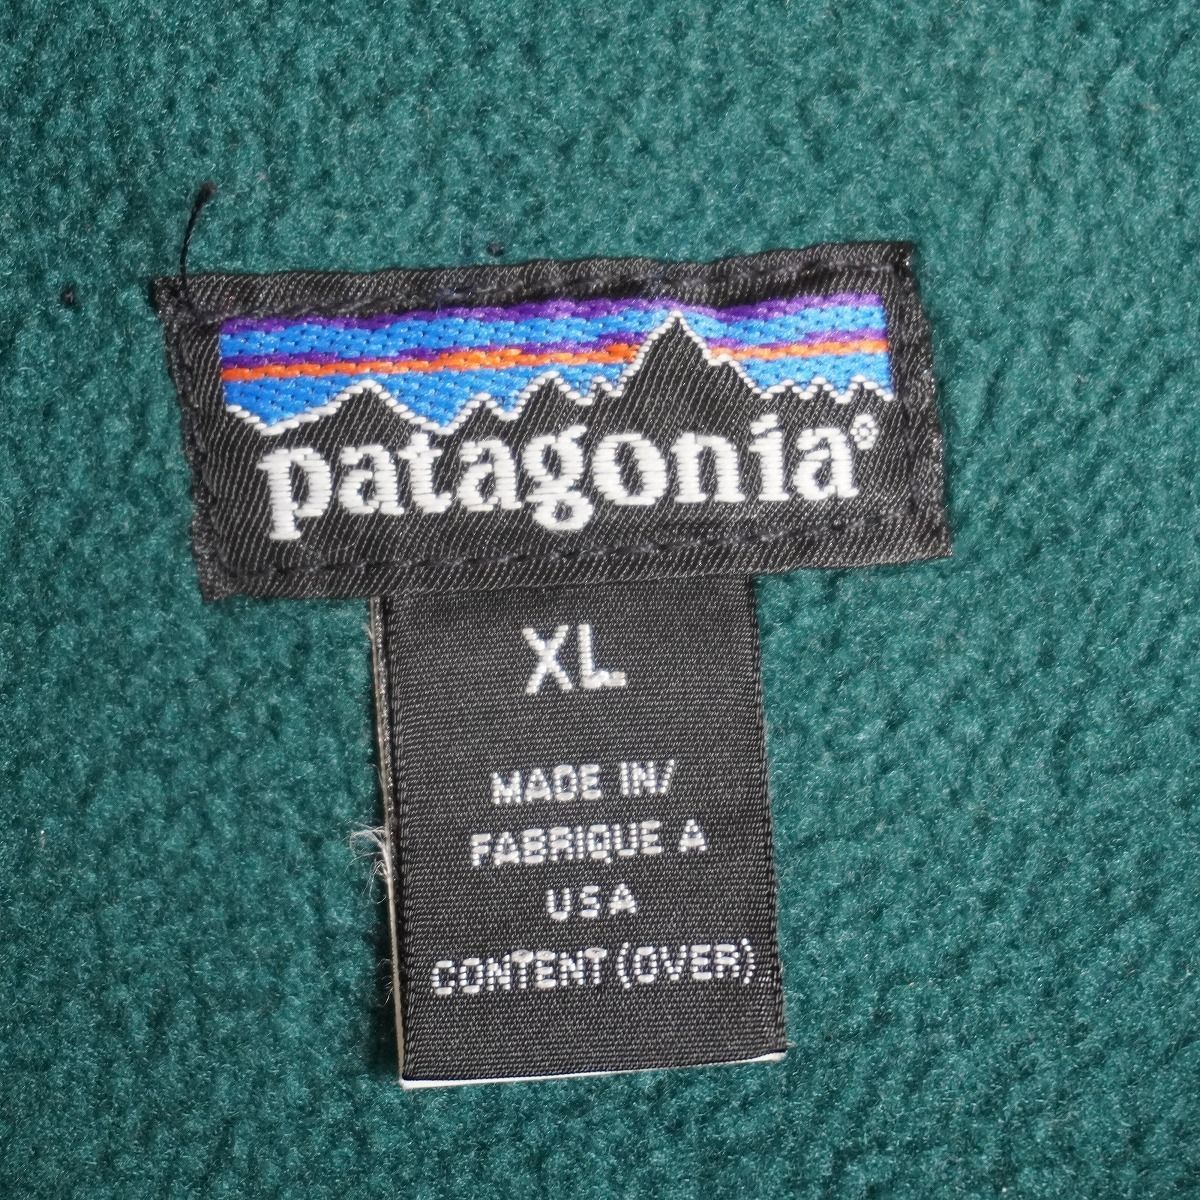 patagonia®
XL
MADE IN/
FABRIQUE A
USA
CONTENT (OVER)